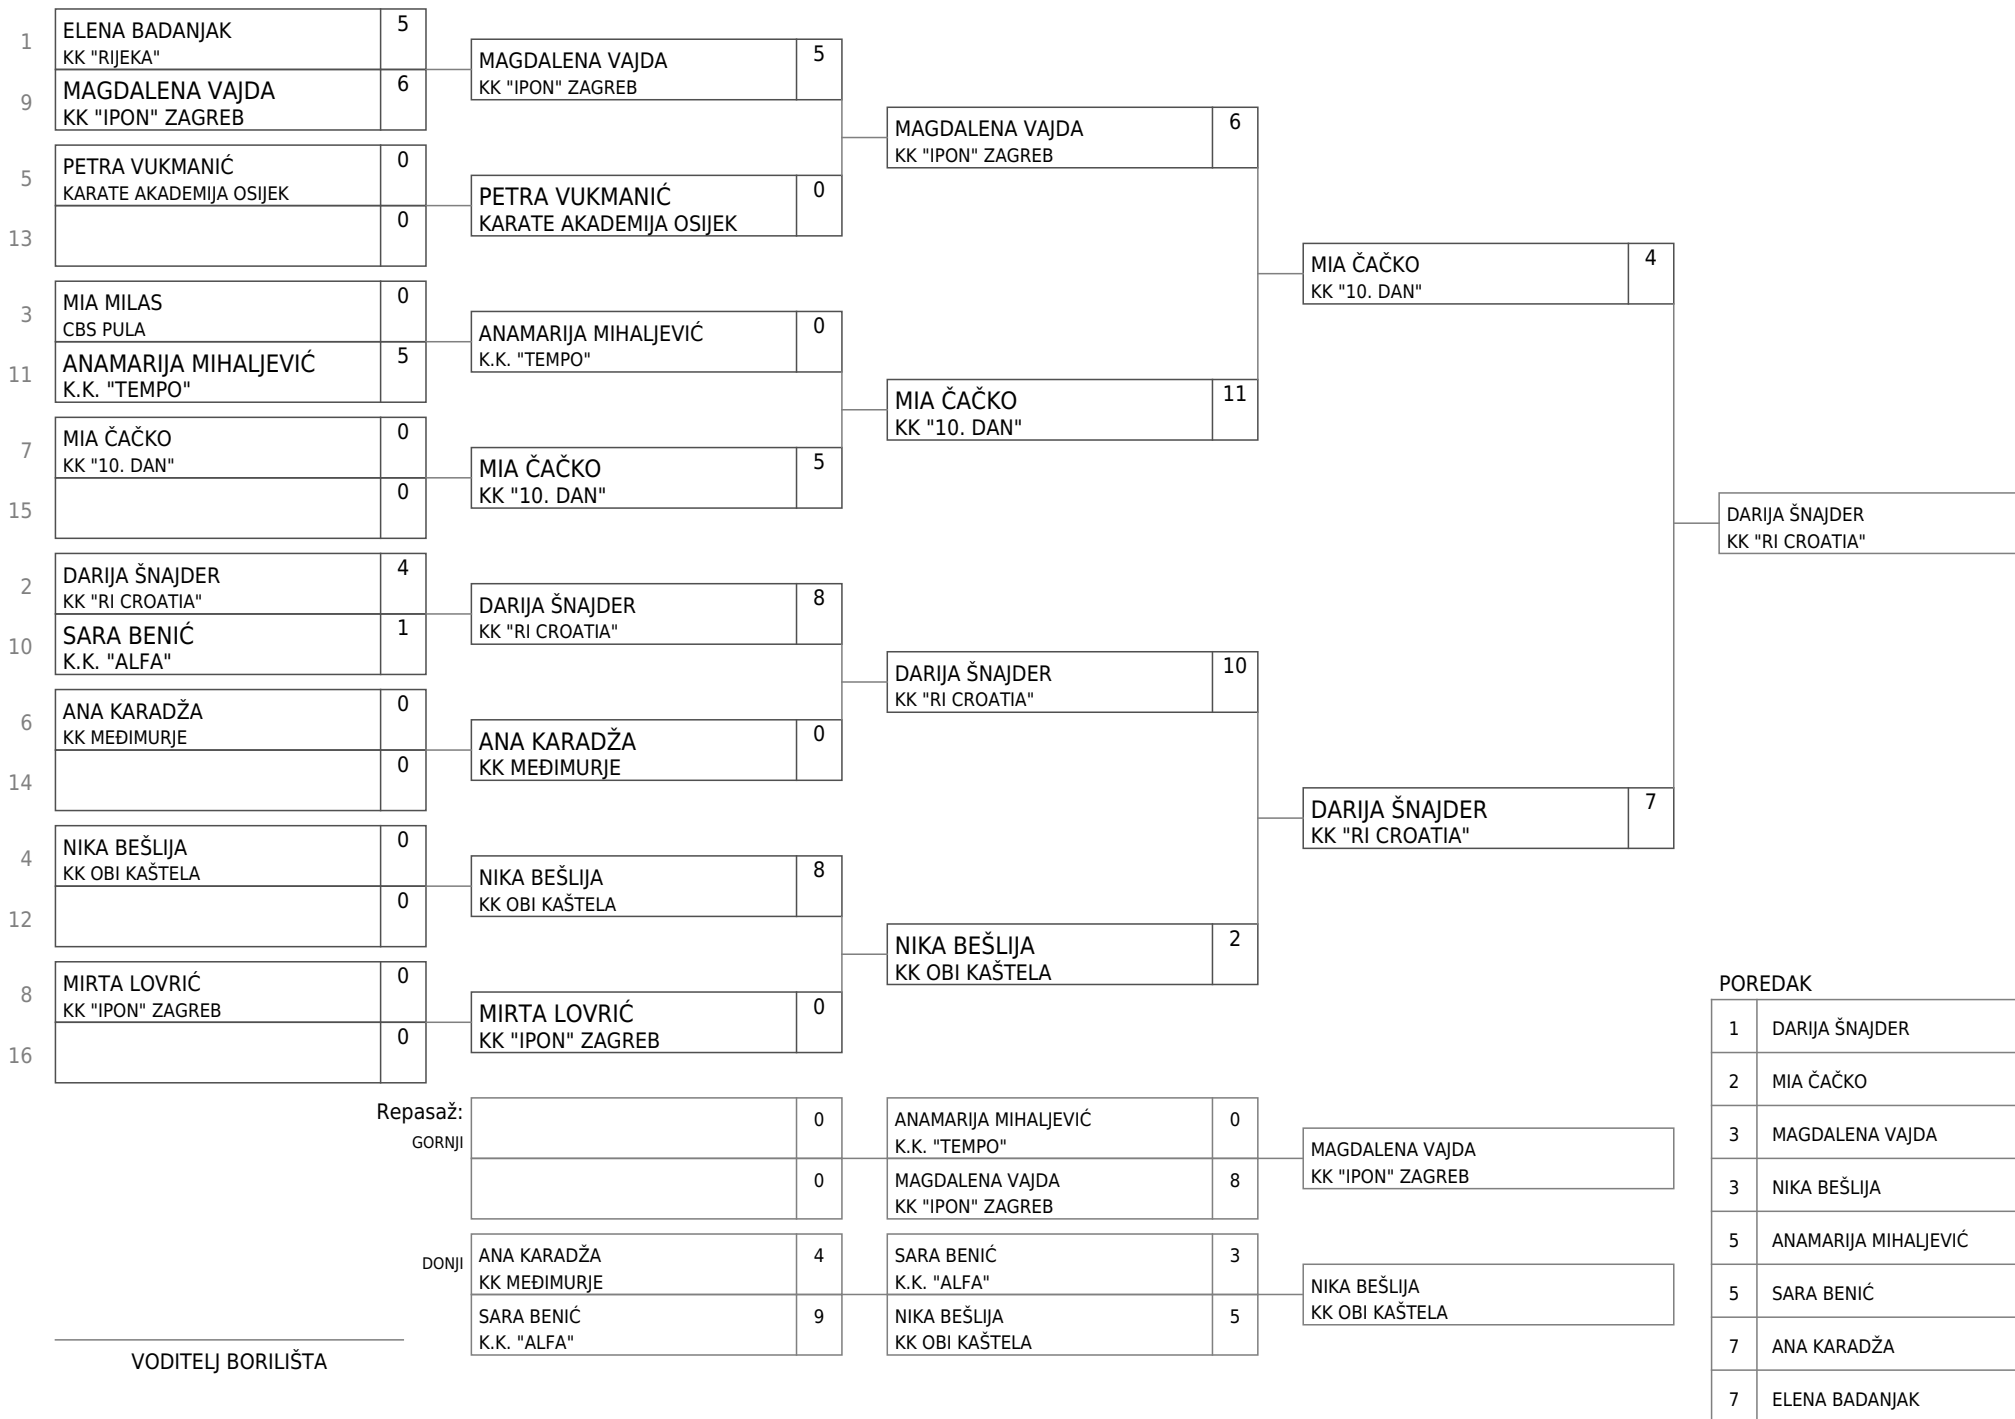 1
ELENA BADANJAK
KK "RIJEKA"
5
9
MAGDALENA VAJDA
KK "IPON" ZAGREB
6
5
PETRA VUKMANIĆ
KARATE AKADEMIJA OSIJEK
0
13
0
3
MIA MILAS
CBS PULA
0
11
ANAMARIJA MIHALJEVIĆ
K.K. "TEMPO"
5
7
MIA ČAČKO
KK "10. DAN"
0
15
0
2
DARIJA ŠNAJDER
KK "RI CROATIA"
4
10
SARA BENIĆ
K.K. "ALFA"
1
6
ANA KARADŽA
KK MEĐIMURJE
0
14
0
4
NIKA BEŠLIJA
KK OBI KAŠTELA
0
12
0
8
MIRTA LOVRIĆ
KK "IPON" ZAGREB
0
16
0
MAGDALENA VAJDA
KK "IPON" ZAGREB
5
PETRA VUKMANIĆ
KARATE AKADEMIJA OSIJEK
0
ANAMARIJA MIHALJEVIĆ
K.K. "TEMPO"
0
MIA ČAČKO
KK "10. DAN"
5
DARIJA ŠNAJDER
KK "RI CROATIA"
8
ANA KARADŽA
KK MEĐIMURJE
0
NIKA BEŠLIJA
KK OBI KAŠTELA
8
MIRTA LOVRIĆ
KK "IPON" ZAGREB
0
MAGDALENA VAJDA
KK "IPON" ZAGREB
6
MIA ČAČKO
KK "10. DAN"
11
DARIJA ŠNAJDER
KK "RI CROATIA"
10
NIKA BEŠLIJA
KK OBI KAŠTELA
2
MIA ČAČKO
KK "10. DAN"
4
DARIJA ŠNAJDER
KK "RI CROATIA"
7
DARIJA ŠNAJDER
KK "RI CROATIA"
Repasaž:
GORNJI
0
0
ANAMARIJA MIHALJEVIĆ
K.K. "TEMPO"
0
MAGDALENA VAJDA
KK "IPON" ZAGREB
8
MAGDALENA VAJDA
KK "IPON" ZAGREB
DONJI
ANA KARADŽA
KK MEĐIMURJE
4
SARA BENIĆ
K.K. "ALFA"
9
SARA BENIĆ
K.K. "ALFA"
3
NIKA BEŠLIJA
KK OBI KAŠTELA
5
NIKA BEŠLIJA
KK OBI KAŠTELA
VODITELJ BORILIŠTA
POREDAK
1 DARIJA ŠNAJDER
2 MIA ČAČKO
3 MAGDALENA VAJDA
3 NIKA BEŠLIJA
5 ANAMARIJA MIHALJEVIĆ
5 SARA BENIĆ
7 ANA KARADŽA
7 ELENA BADANJAK